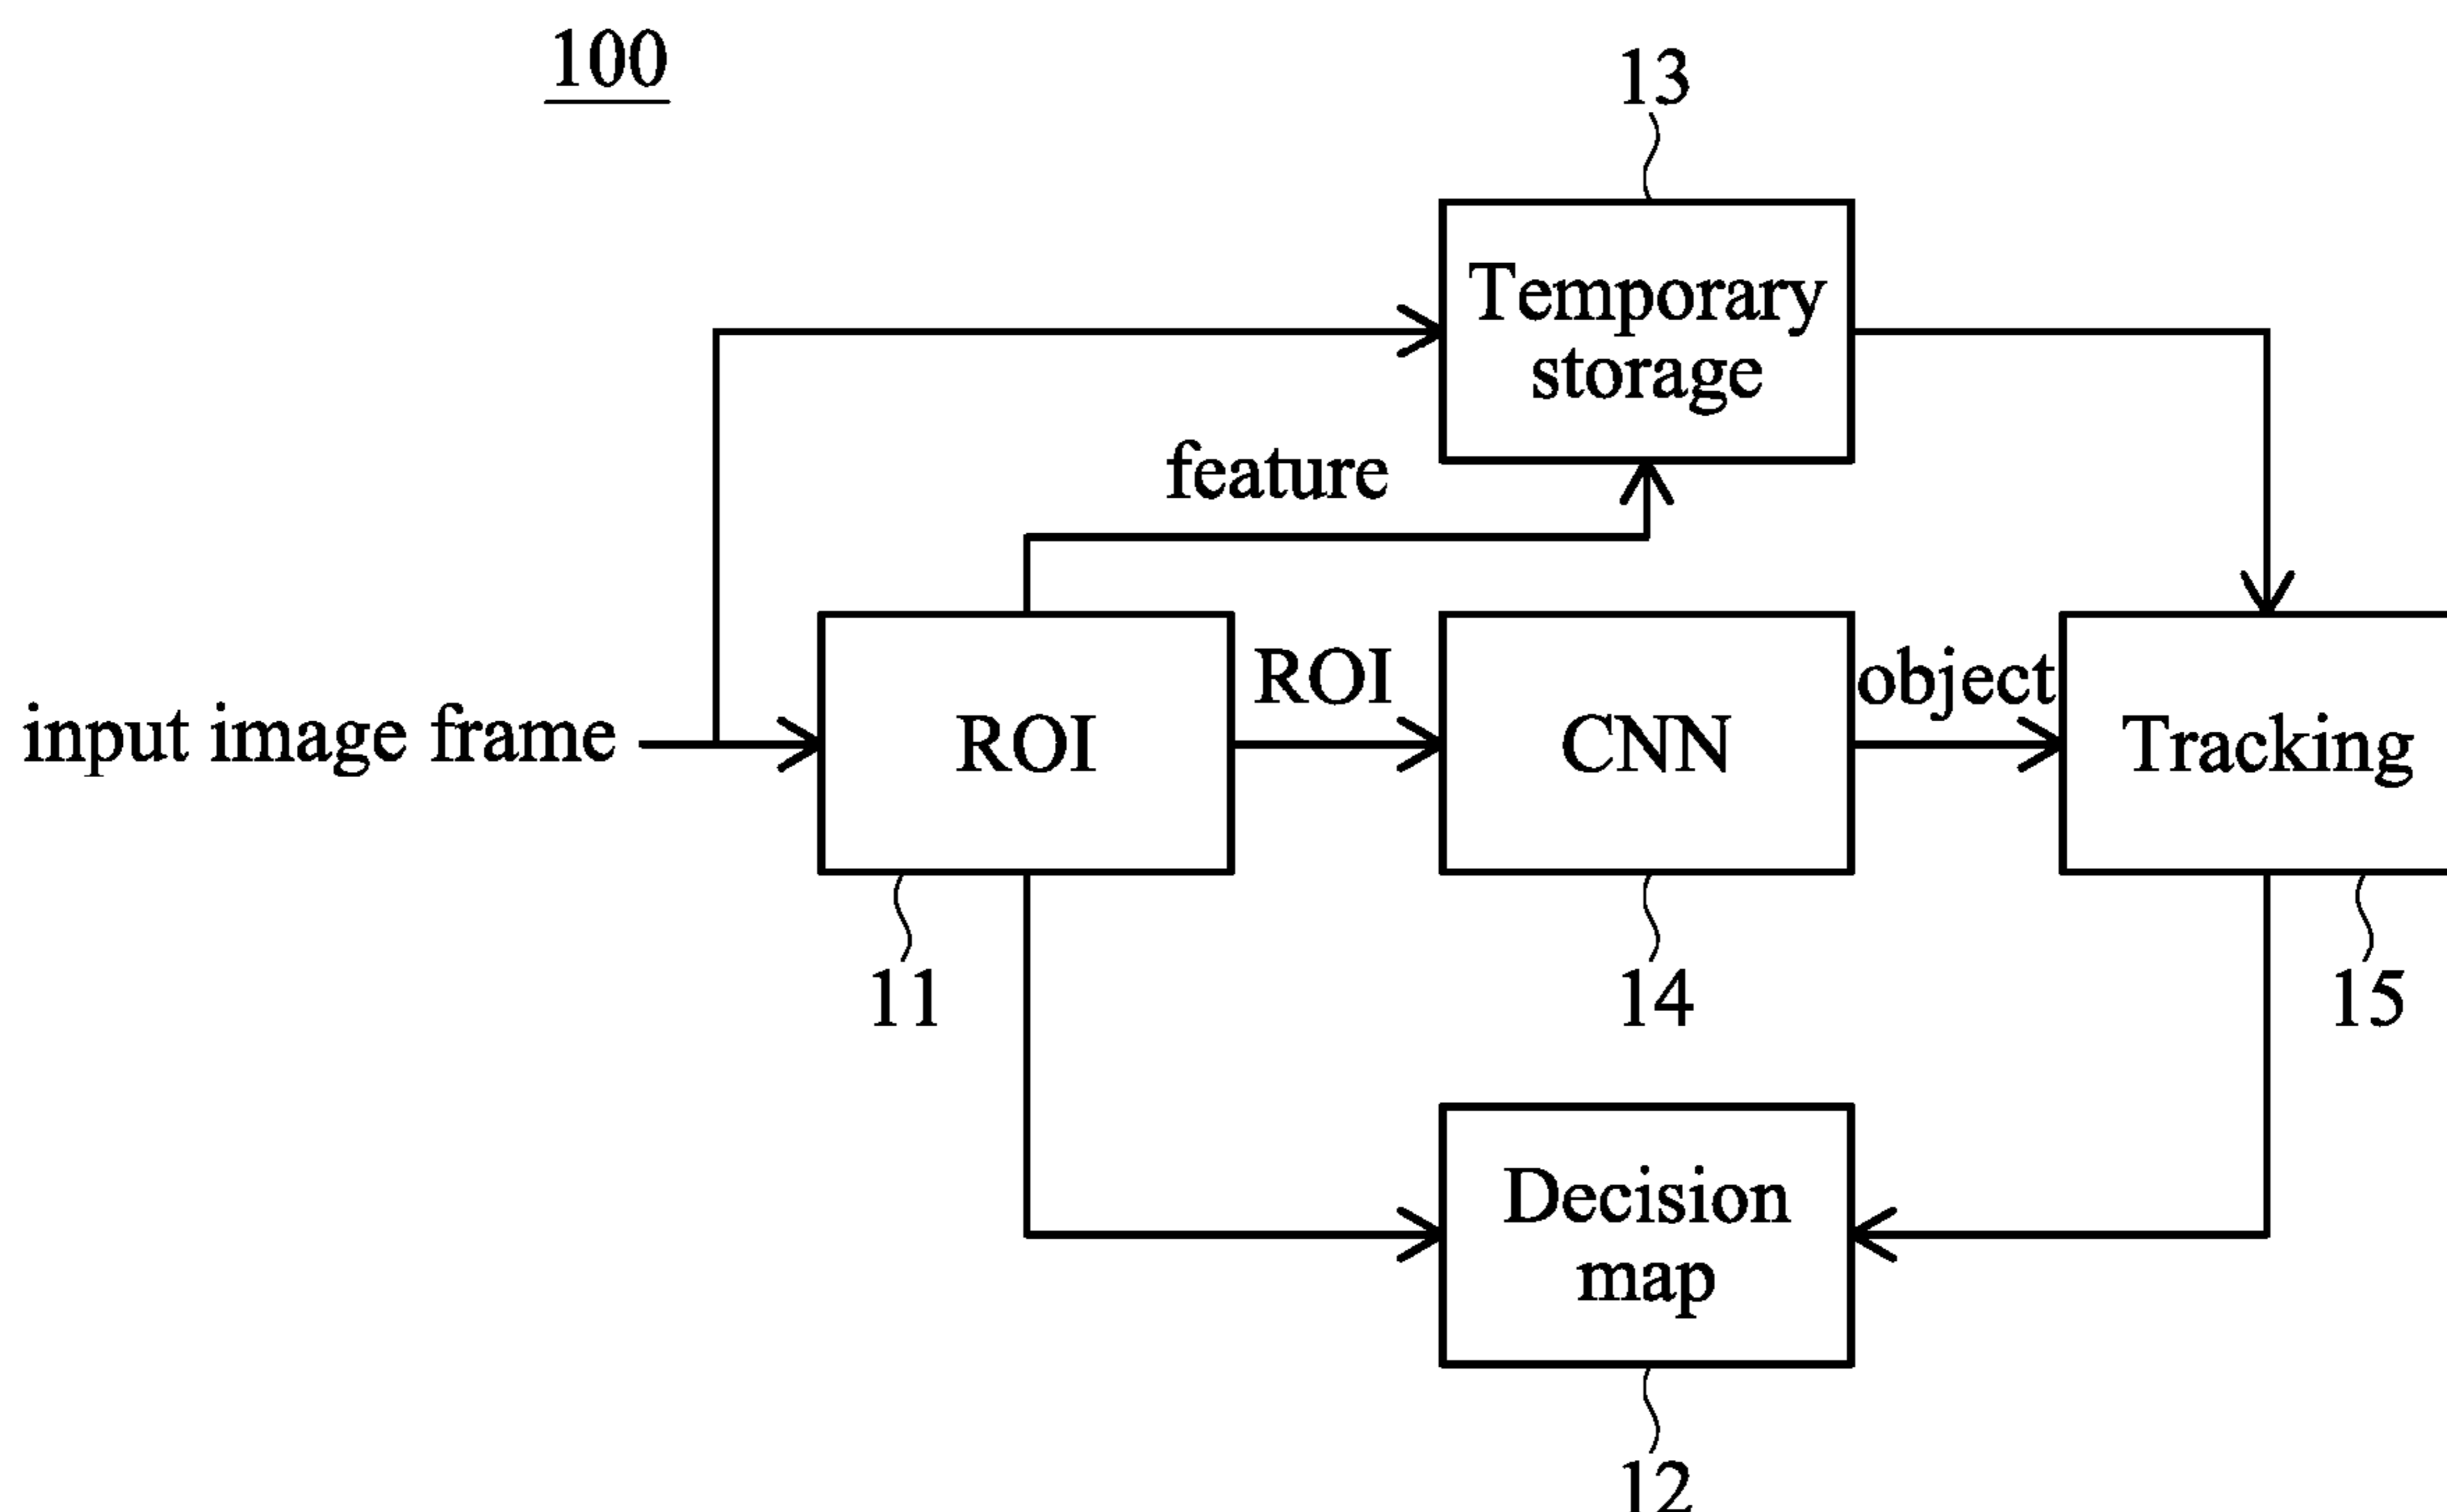 100
13
Temporary
storage
feature
input image frame
ROI
ROI
CNN
object
Tracking
11
14
15
Decision
map
12